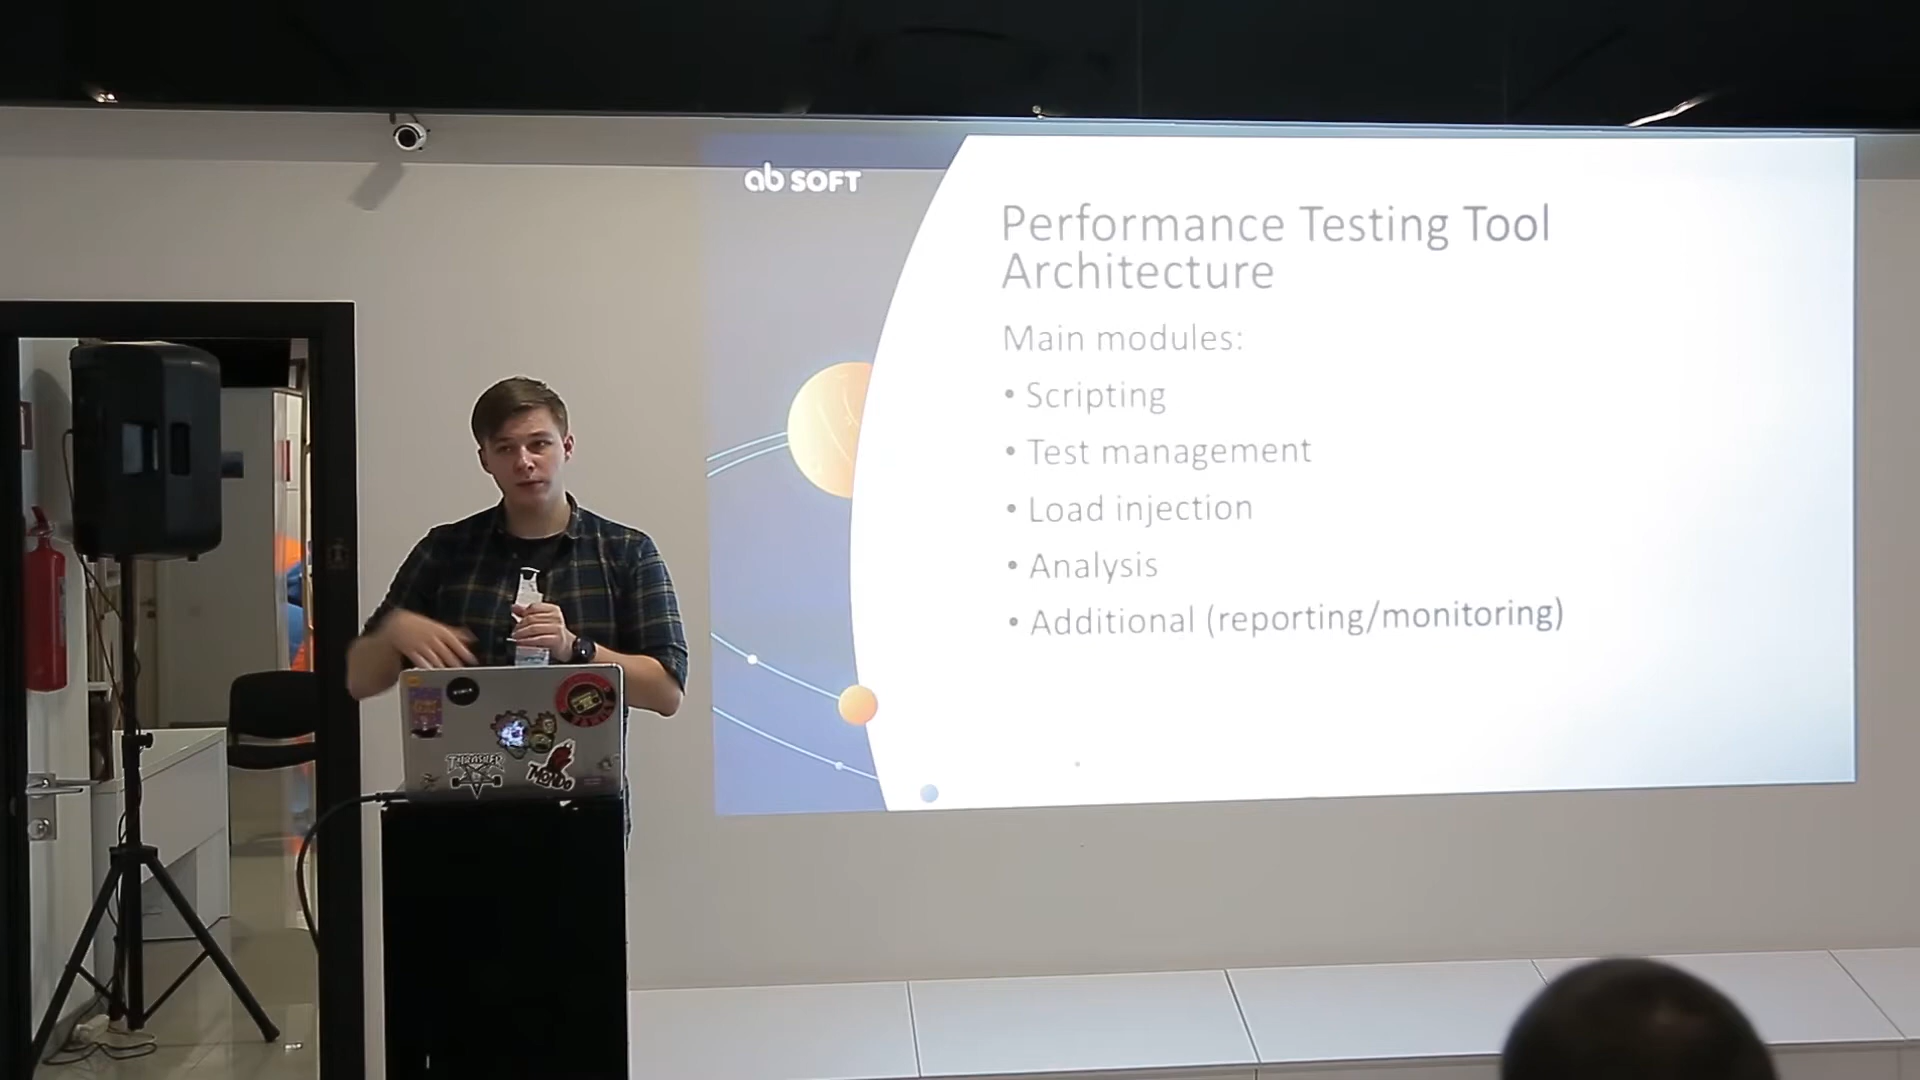 ab SOFT
Performance Testing Tool
Architecture
Main modules:
• Scripting
• Test management
• Load injection
• Analysis
• Additional (reporting/monitoring)
THRASHER